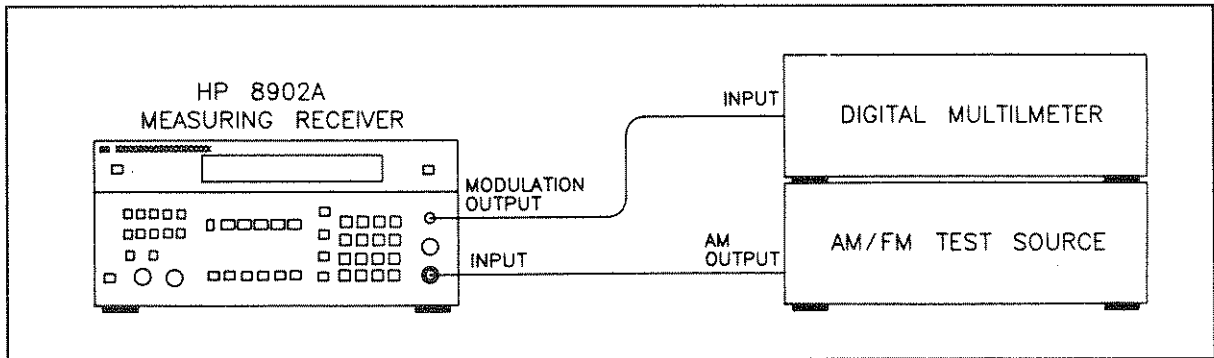 HP 8902A
MEASURING RECEIVER
MODULATION
OUTPUT
INPUT
INPUT
DIGITAL MULTILMETER
AM
OUTPUT
AM/FM TEST SOURCE